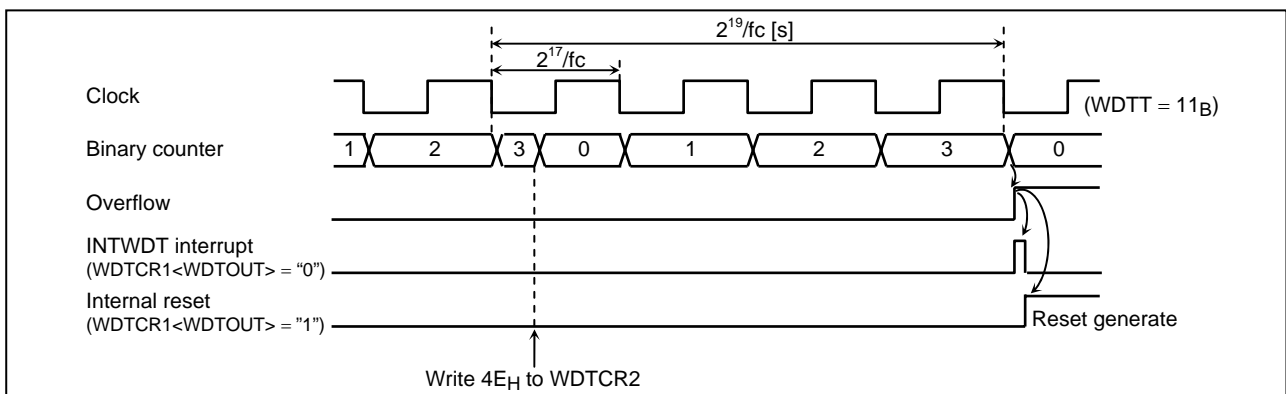 2^19/fc [s]
2^17/fc
Clock
(WDTT = 11B)
Binary counter
1 2 3 0 1 2 3 0
Overflow
INTWDT interrupt
(WDTCR1<WDTOUT> = “0”)
Internal reset
(WDTCR1<WDTOUT> = ”1”)
Reset generate
Write 4EH to WDTCR2